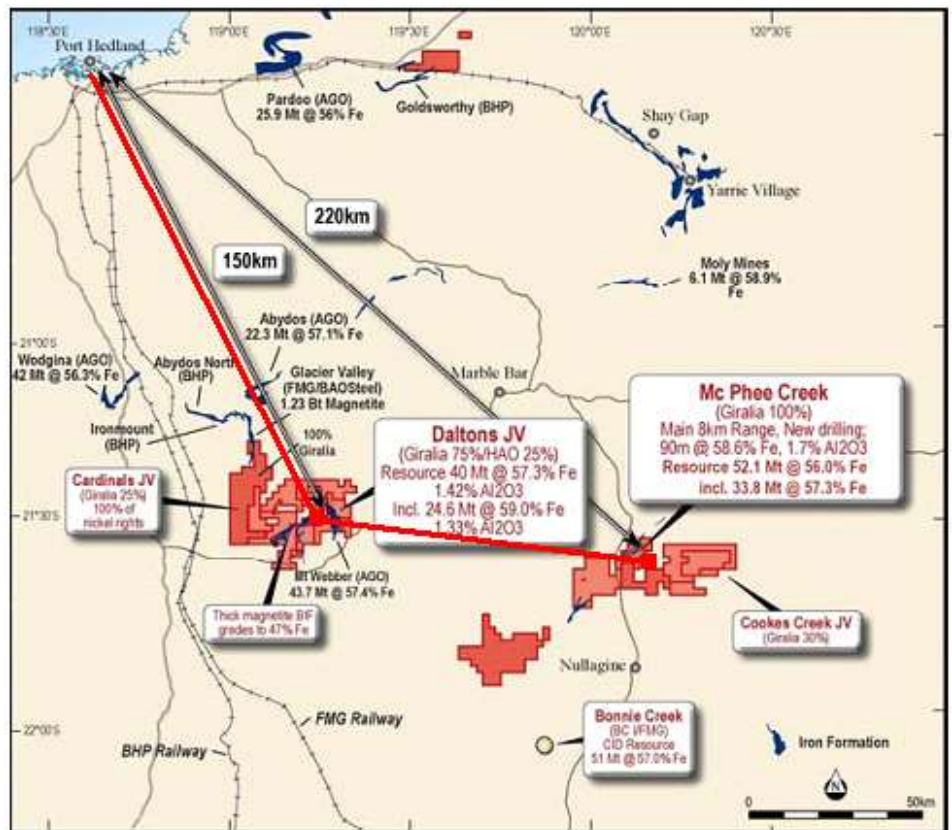 118°30'E
119°00'E
120°00'E
120°30'E
Port Hedland
Pardoo (AGO)
25.9 Mt @ 56% Fe
Goldsworthy (BHP)
Shay Gap
Yarrie Village
220km
150km
Moly Mines
6.1 Mt @ 58.9%
Fe
Abydos (AGO)
22.3 Mt @ 57.1% Fe
21°00'S
Wodgina (AGO)
42 Mt @ 56.3% Fe
Abydos North
(BHP)
Glacier Valley
(FMG/BAOSteel)
1.23 Bt Magnetite
Marble Bar
Ironmount
(BHP)
100%
Giralia
Mc Phee Creek
(Giralia 100%)
Main 8km Range, New drilling;
90m @ 58.6% Fe, 1.7% Al2O3
Resource 52.1 Mt @ 56.0% Fe
incl. 33.8 Mt @ 57.3% Fe
Daltons JV
(Giralia 75%/HAO 25%)
Resource 40 Mt @ 57.3% Fe
1.42% Al2O3
Incl. 24.6 Mt @ 59.0% Fe
1.33% Al2O3
Cardinals JV
(Giralia 25%)
100% of
nickel rights
21°30'S
Mt Webber (AGO)
43.7 Mt @ 57.4% Fe
Thick magnetite BIF
grades to 47% Fe
Cookes Creek JV
(Giralia 30%)
Nullagine
22°00'S
FMG Railway
BHP Railway
Bonnie Creek
(BC I/FMG)
CID Resource
51 Mt @ 57.0% Fe
Iron Formation
N
0
50km